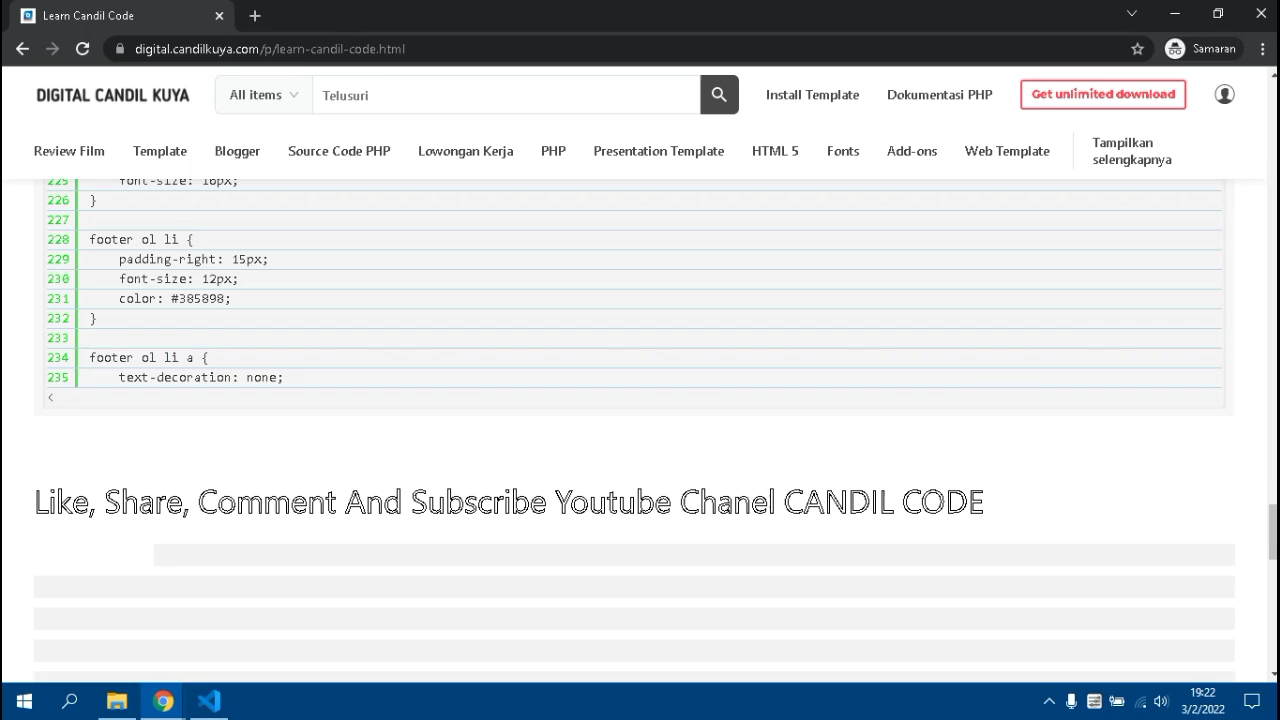 Learn Candil Code
digital.candilkuya.com/p/learn-candil-code.html
Samaran
DIGITAL CANDIL KUYA
All items
Telusuri
Install Template
Dokumentasi PHP
Get unlimited download
Review Film
Template
Blogger
Source Code PHP
Lowongan Kerja
PHP
Presentation Template
HTML 5
Fonts
Add-ons
Web Template
Tampilkan
selengkapnya
225 font-size: 16px;
226 }
227
228 footer ol li {
229 padding-right: 15px;
230 font-size: 12px;
231 color: #385898;
232 }
233
234 footer ol li a {
235 text-decoration: none;
<
Like, Share, Comment And Subscribe Youtube Chanel CANDIL CODE
19:22
3/2/2022